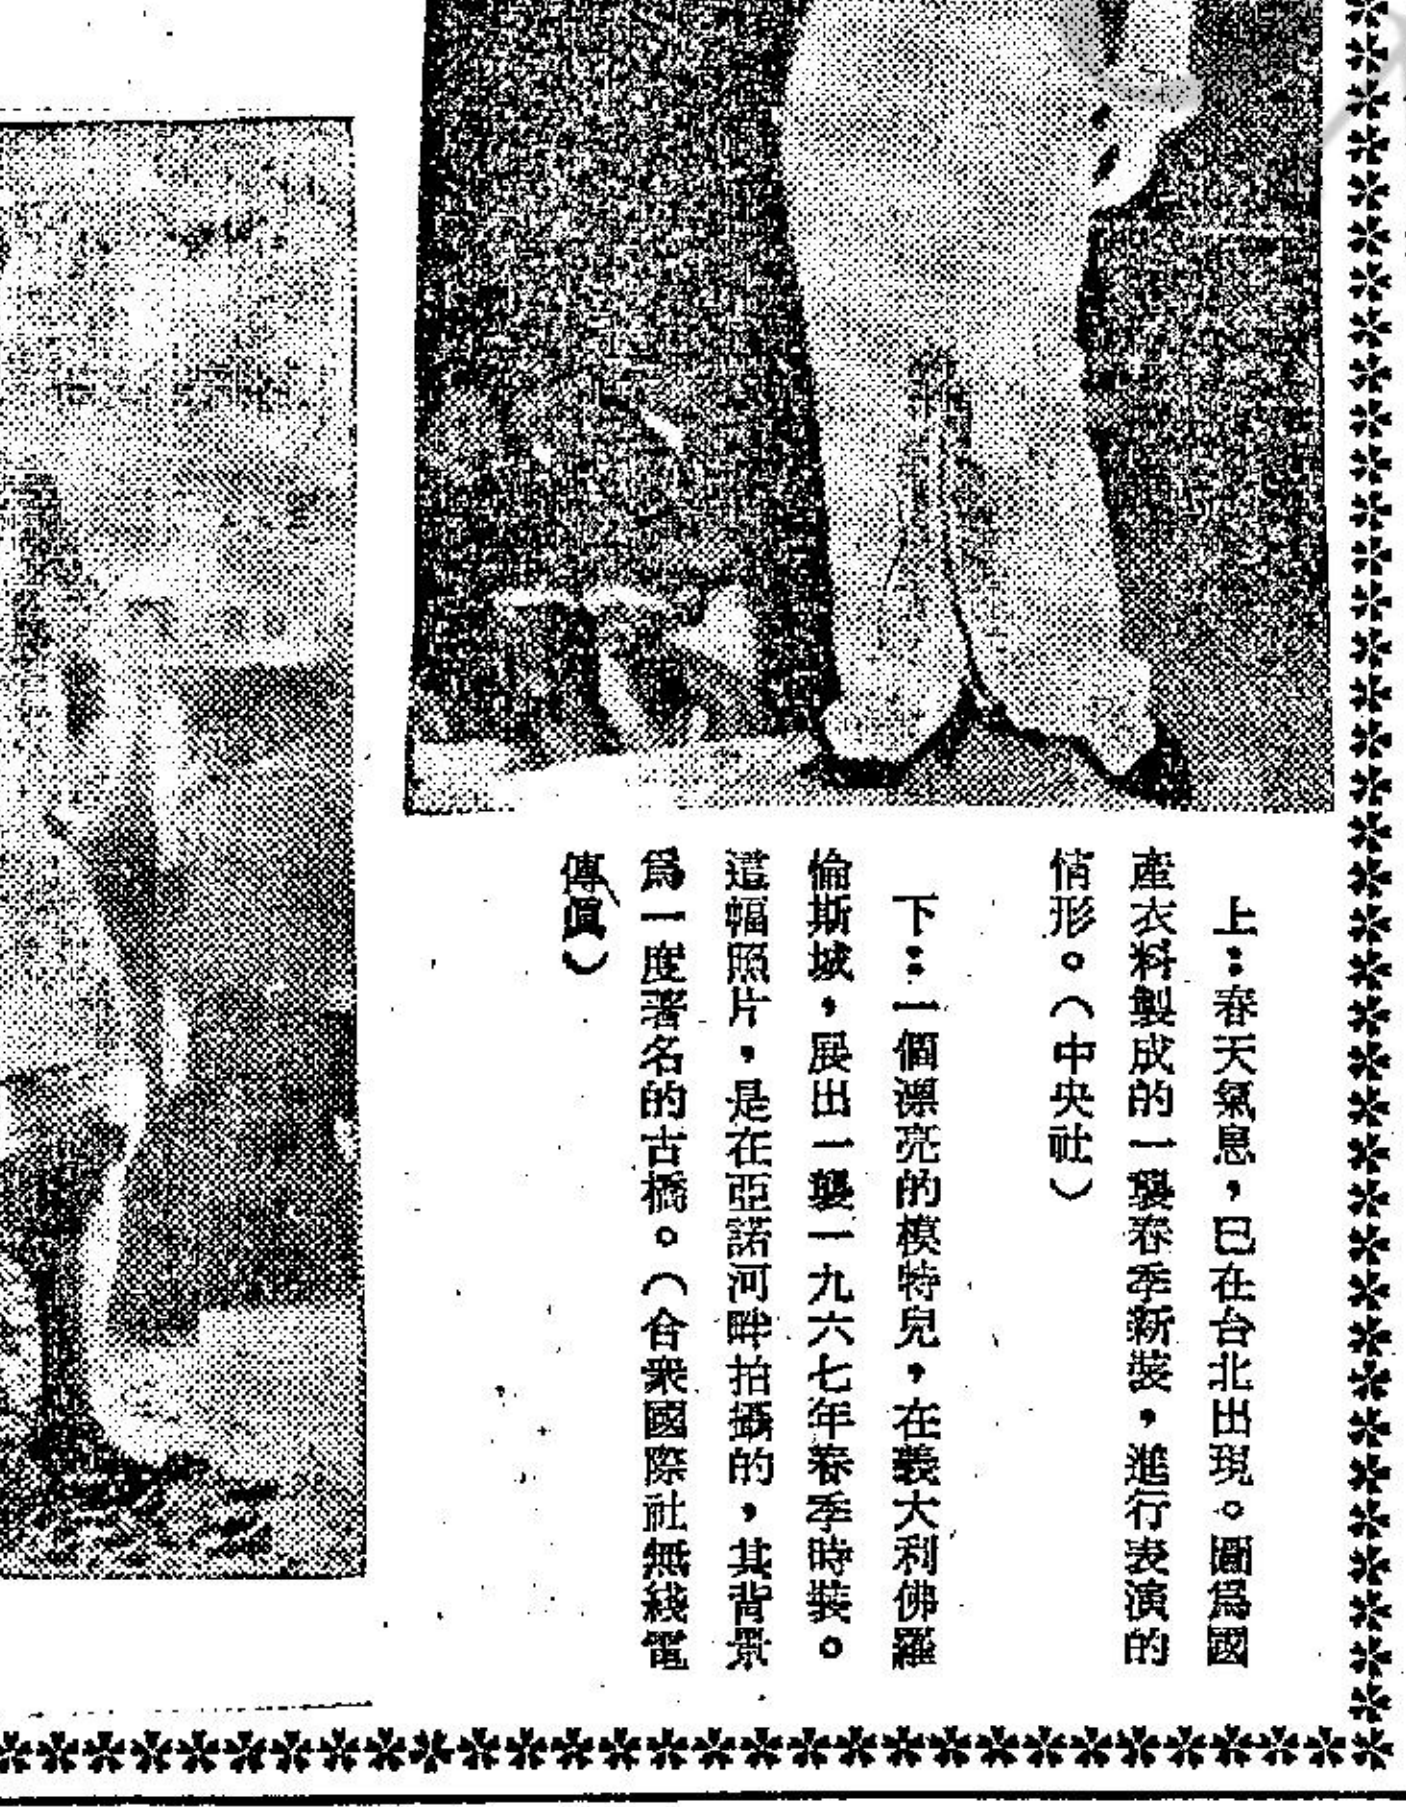 上：春天氣息，已在台北出現。圖爲國
產衣料製成的一襲春季新裝，進行表演的
情形。（中央社）
下：一個漂亮的模特兒，在義大利佛羅
倫斯城，展出一襲一九六七年春季時裝。
這幅照片，是在亞諾河畔拍攝的，其背景
爲一度著名的古橋。（合衆國際社無綫電
傳眞）